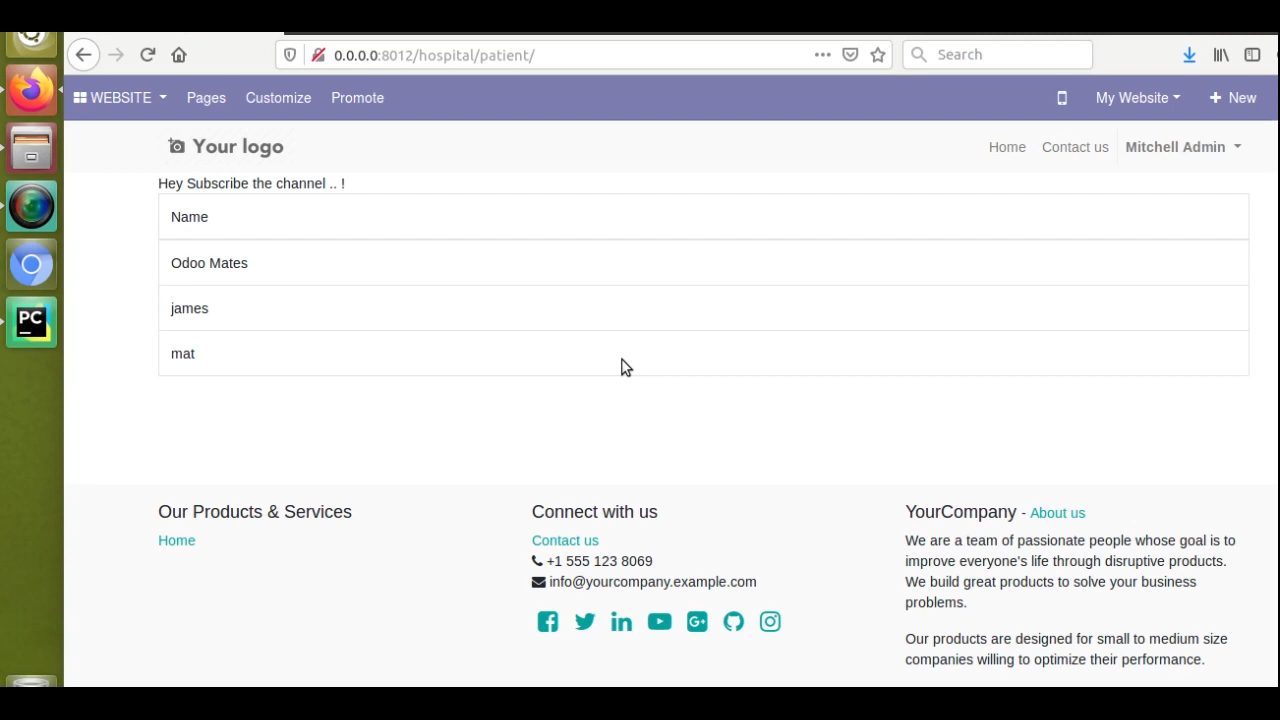 0.0.0.0:8012/hospital/patient/
Search
WEBSITE Pages Customize Promote My Website + New
Your logo Home Contact us Mitchell Admin
Hey Subscribe the channel .. !
Name
Odoo Mates
james
mat
Our Products & Services
Home
Connect with us
Contact us
+1 555 123 8069
info@yourcompany.example.com
YourCompany - About us
We are a team of passionate people whose goal is to
improve everyone's life through disruptive products.
We build great products to solve your business
problems.
Our products are designed for small to medium size
companies willing to optimize their performance.
PC
G+